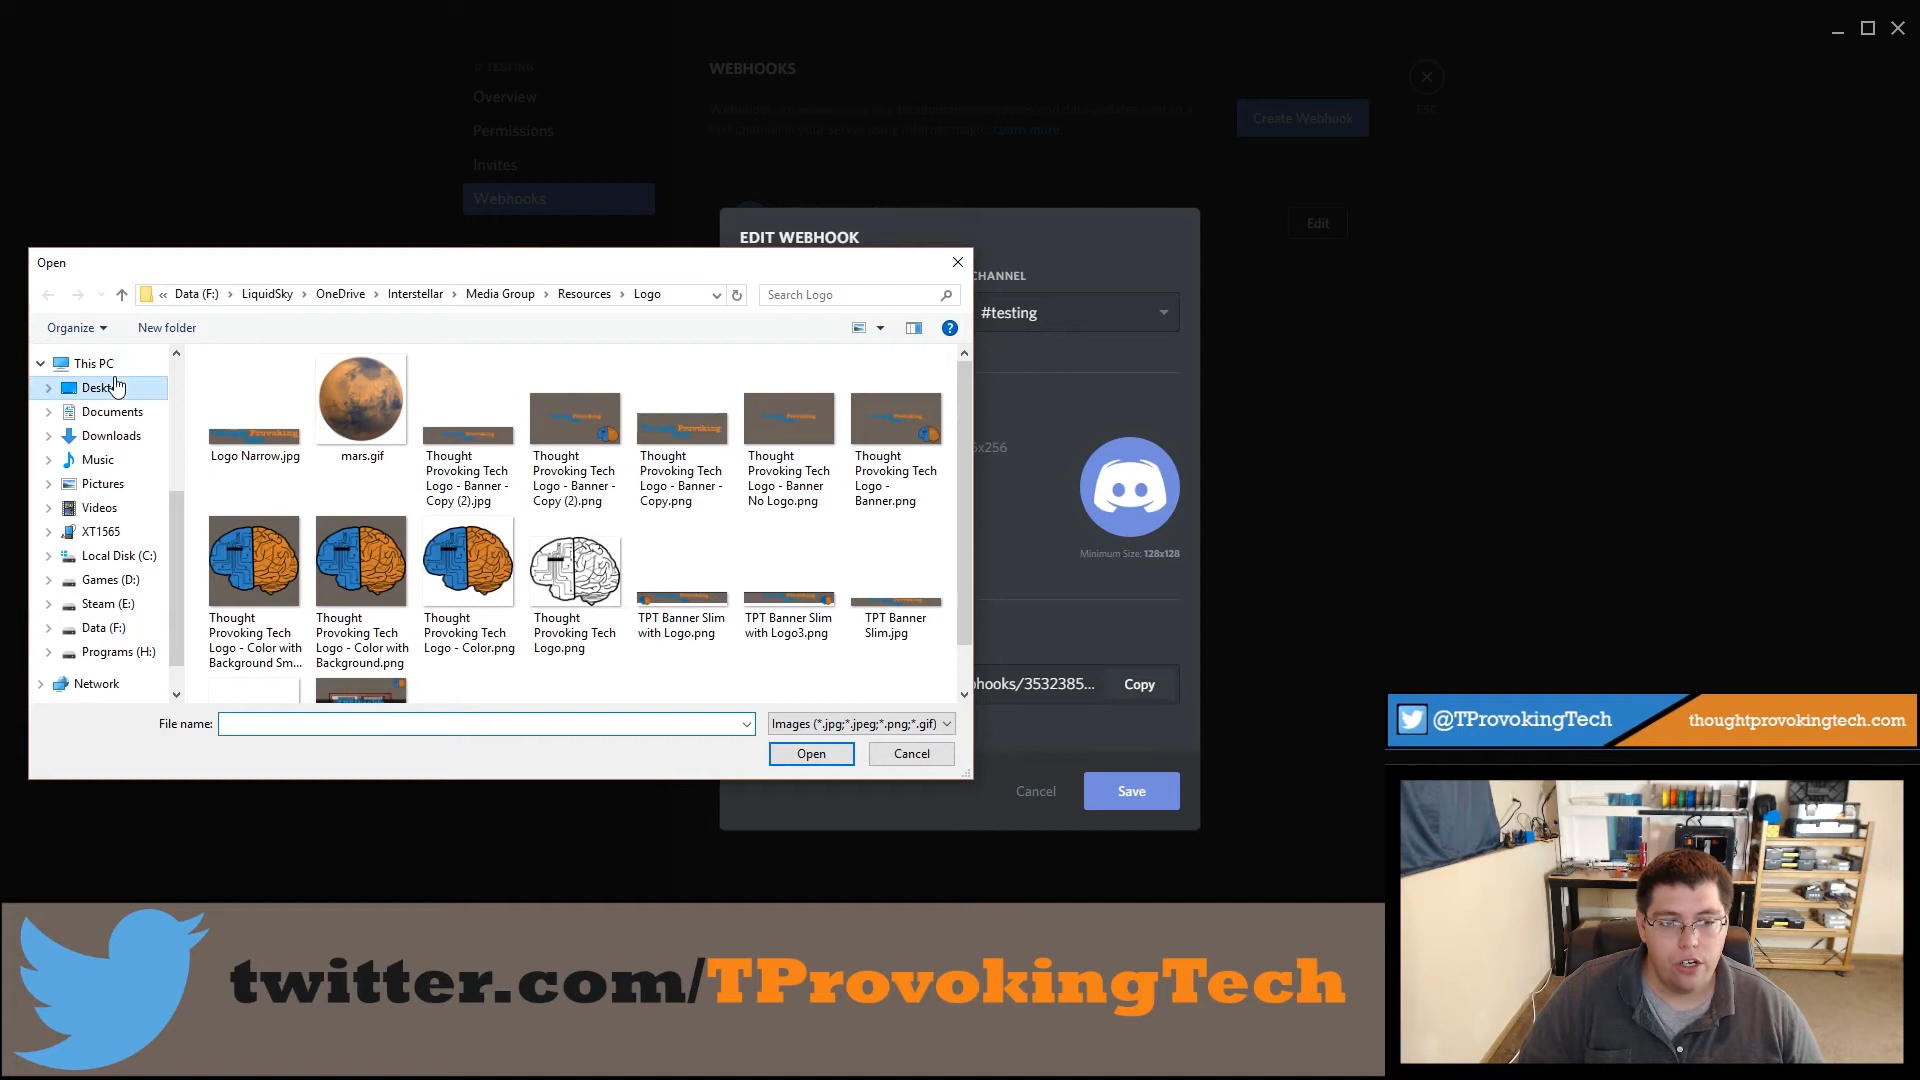 # TESTING
Overview
Permissions
Invites
Webhooks
WEBHOOKS
Learn more.
Create Webhook
ESC
Edit
EDIT WEBHOOK
CHANNEL
#testing
x256
Minimum Size: 128x128
hooks/3532385...
Copy
Cancel
Save
Open
« Data (F:) › LiquidSky › OneDrive › Interstellar › Media Group › Resources › Logo
Search Logo
Organize
New folder
This PC
Deskt
Documents
Downloads
Music
Pictures
Videos
XT1565
Local Disk (C:)
Games (D:)
Steam (E:)
Data (F:)
Programs (H:)
Network
Logo Narrow.jpg
mars.gif
Thought
Provoking Tech
Logo - Banner -
Copy (2).jpg
Thought
Provoking Tech
Logo - Banner -
Copy (2).png
Thought
Provoking Tech
Logo - Banner -
Copy.png
Thought
Provoking Tech
Logo - Banner
No Logo.png
Thought
Provoking Tech
Logo -
Banner.png
Thought
Provoking Tech
Logo - Color with
Background Sm...
Thought
Provoking Tech
Logo - Color with
Background.png
Thought
Provoking Tech
Logo - Color.png
Thought
Provoking Tech
Logo.png
TPT Banner Slim
with Logo.png
TPT Banner Slim
with Logo3.png
TPT Banner
Slim.jpg
File name:
Images (*.jpg;*.jpeg;*.png;*.gif)
Open
Cancel
@TProvokingTech
thoughtprovokingtech.com
twitter.com/TProvokingTech